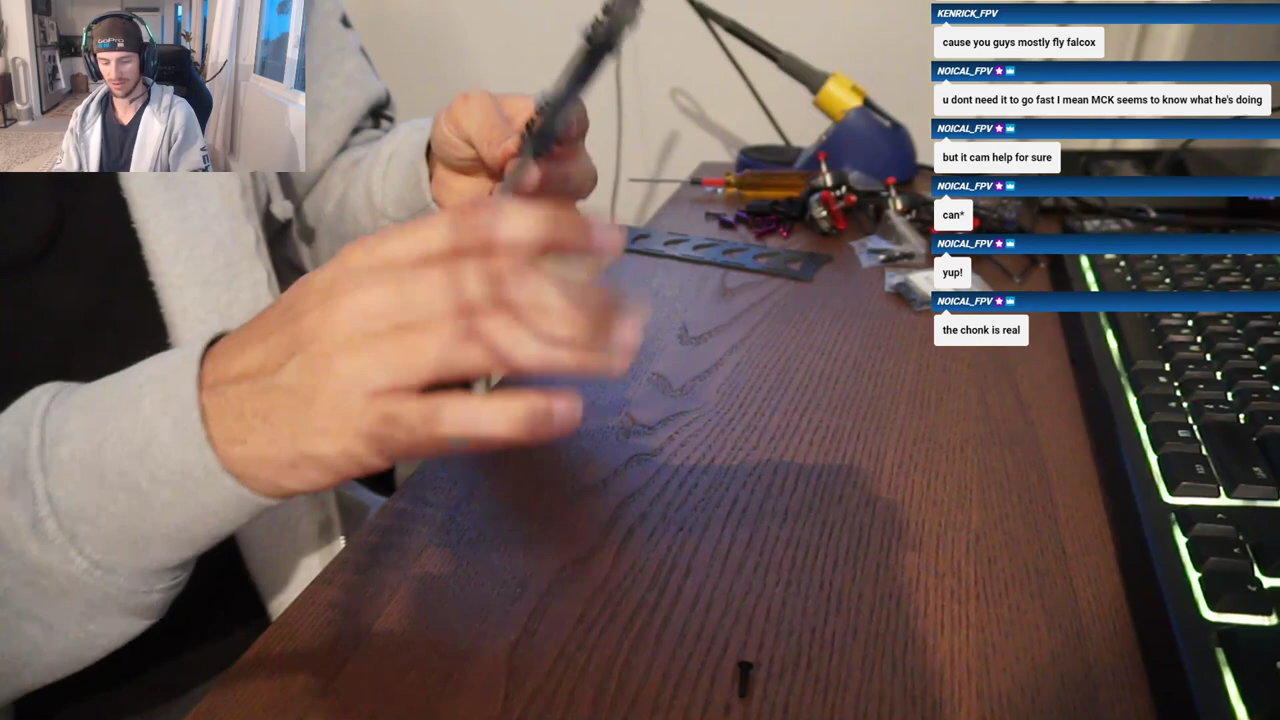 GoPro
KENRICK_FPV
cause you guys mostly fly falcox
NOICAL_FPV
u dont need it to go fast I mean MCK seems to know what he's doing
NOICAL_FPV
but it cam help for sure
NOICAL_FPV
can*
NOICAL_FPV
yup!
NOICAL_FPV
the chonk is real